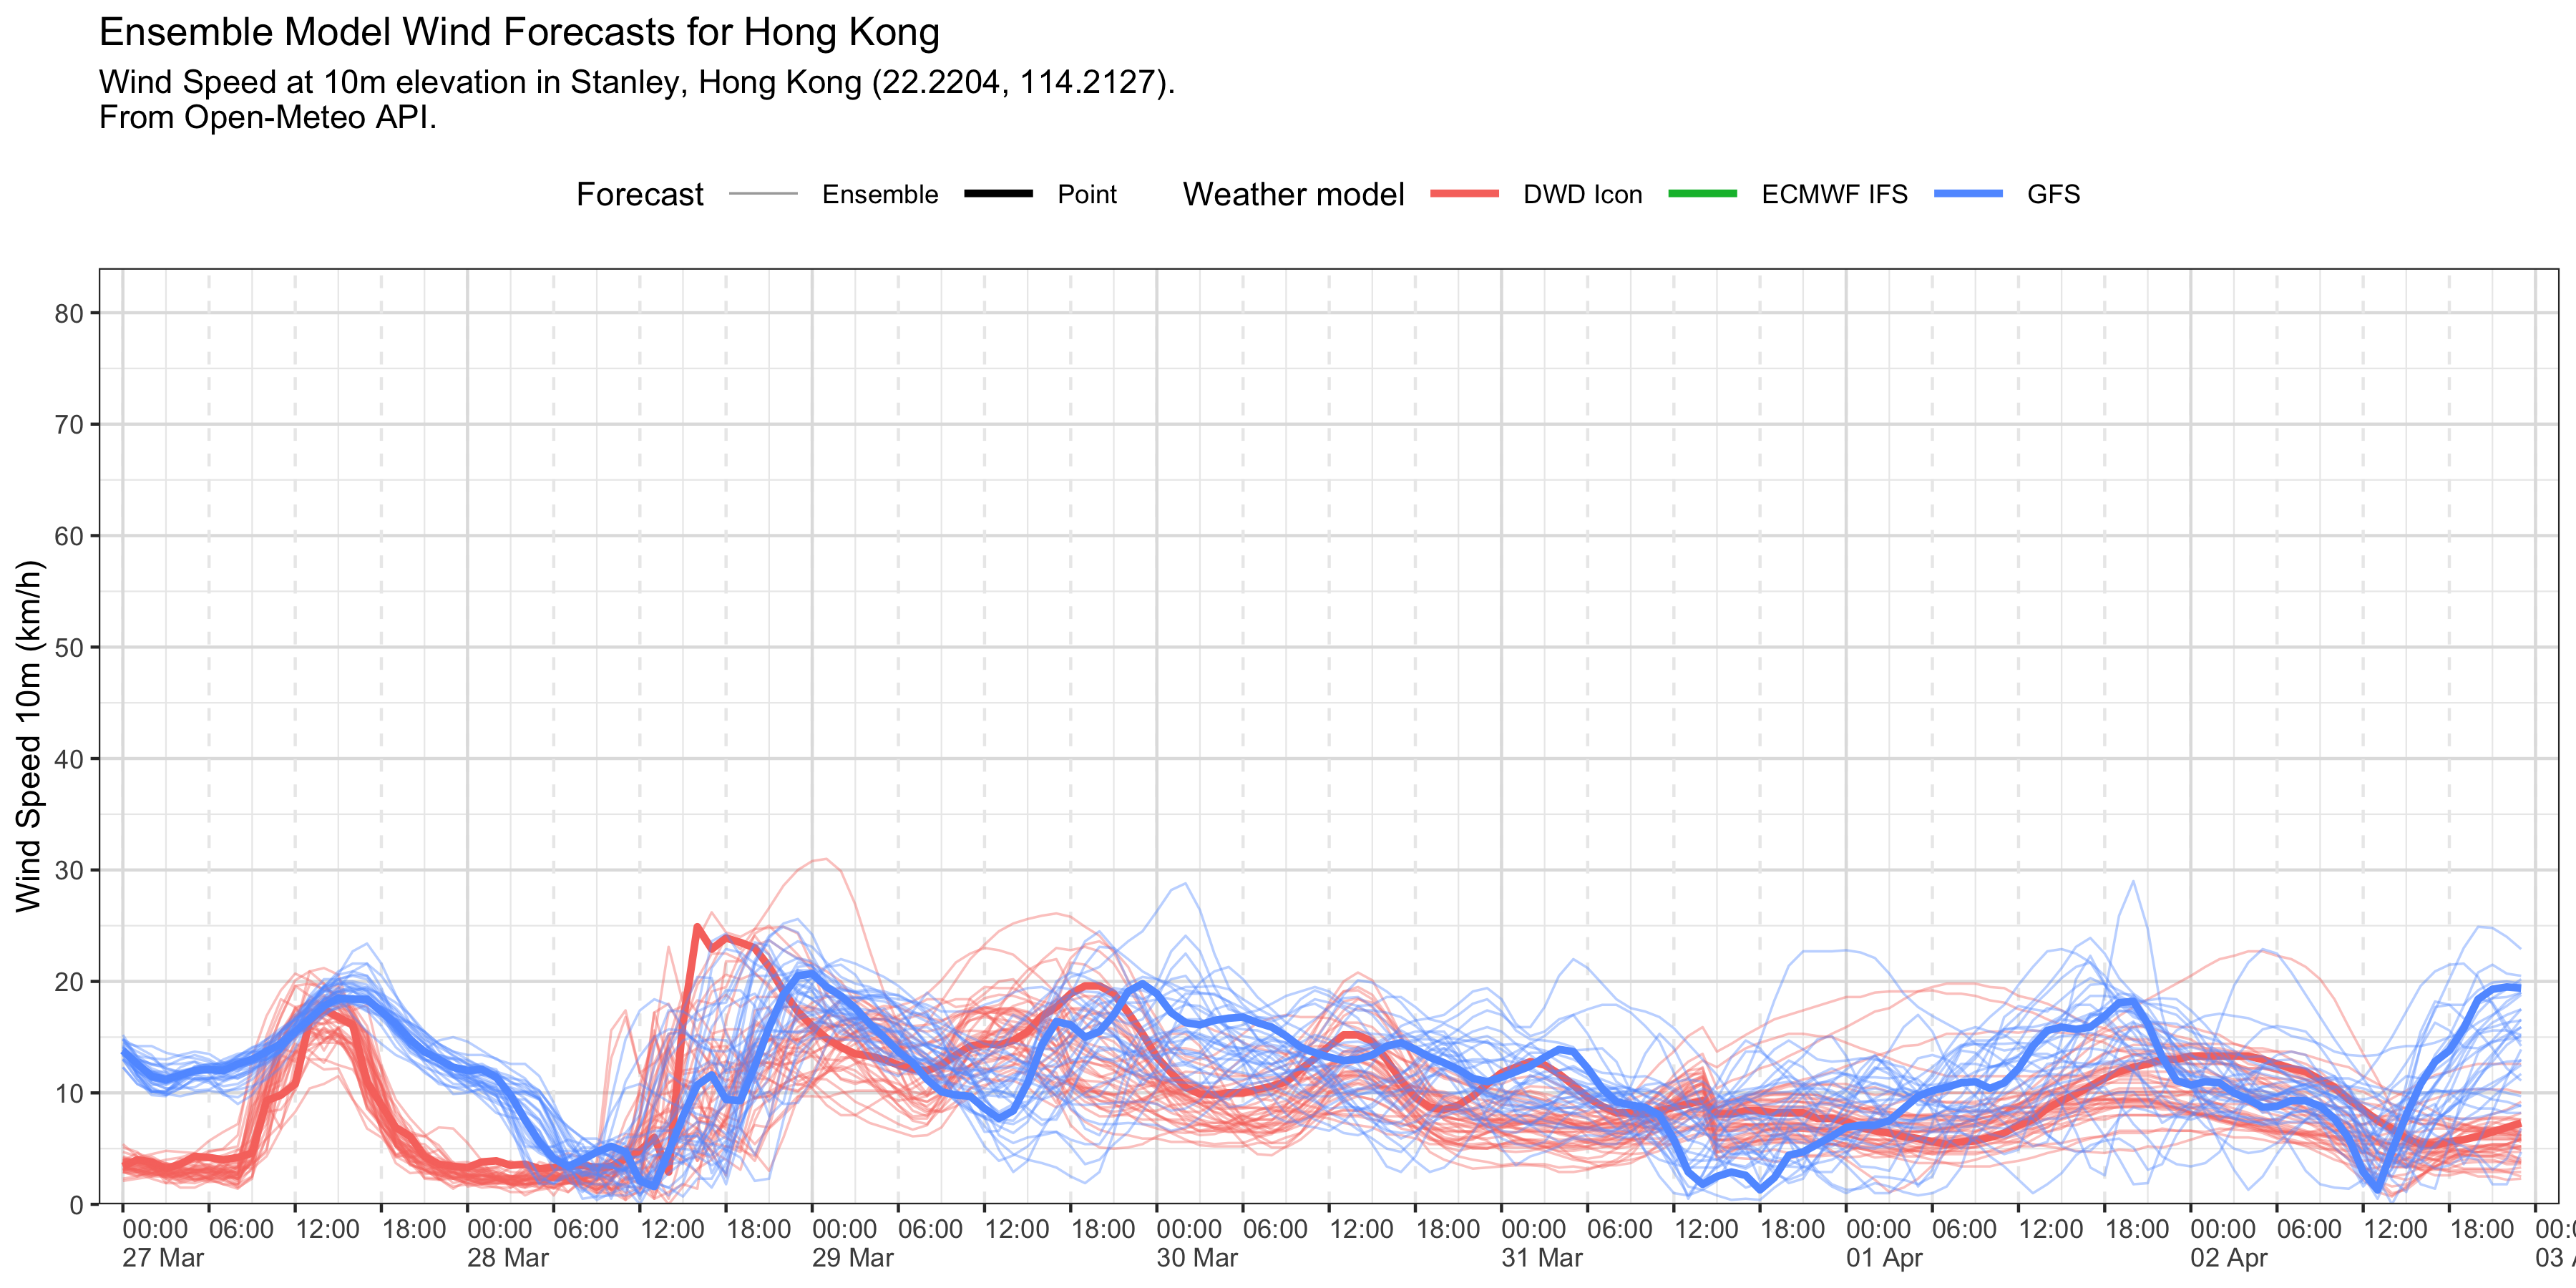 Ensemble Model Wind Forecasts for Hong Kong
Wind Speed at 10m elevation in Stanley, Hong Kong (22.2204, 114.2127).
From Open-Meteo API.
Forecast Ensemble Point Weather model DWD Icon ECMWF IFS GFS
Wind Speed 10m (km/h)
80
70
60
50
40
30
20
10
0
00:00 06:00 12:00 18:00 00:00 06:00 12:00 18:00 00:00 06:00 12:00 18:00 00:00 06:00 12:00 18:00 00:00 06:00 12:00 18:00 00:00 06:00 12:00 18:00 00:00 06:00 12:00 18:00
27 Mar 28 Mar 29 Mar 30 Mar 31 Mar 01 Apr 02 Apr 03